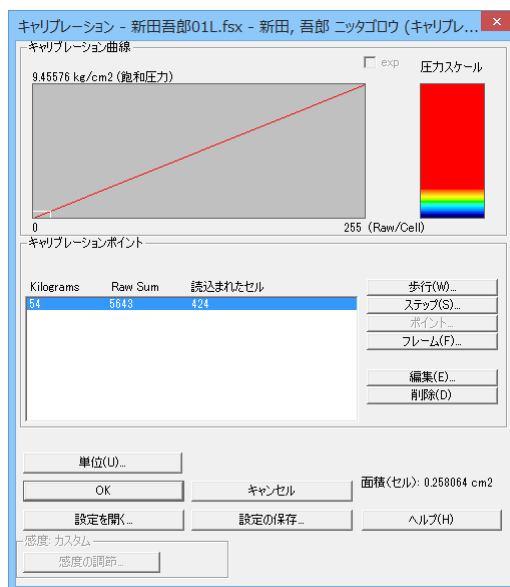 キャリブレーション - 新田吾郎01L.fsx - 新田, 吾郎 ニッタゴロウ (キャリブレ...
キャリブレーション曲線
exp
圧力スケール
9.45576 kg/cm2 (飽和圧力)
0
255 (Raw/Cell)
キャリブレーションポイント
Kilograms Raw Sum 読込まれたセル
54 5643 424
歩行(W)...
ステップ(S)...
ポイント...
フレーム(F)...
編集(E)...
削除(D)
単位(U)...
OK キャンセル 面積(セル): 0.258064 cm2
設定を開く... 設定の保存... ヘルプ(H)
感度: カスタム
感度の調節...